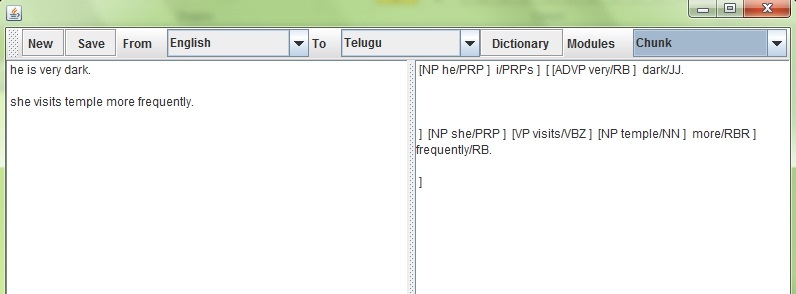 New Save From English To Telugu Dictionary Modules Chunk
he is very dark.
she visits temple more frequently.
[NP he/PRP ] i/PRPs ] [ [ADVP very/RB ] dark/JJ.
] [NP she/PRP ] [VP visits/VBZ ] [NP temple/NN ] more/RBR ]
frequently/RB.
]